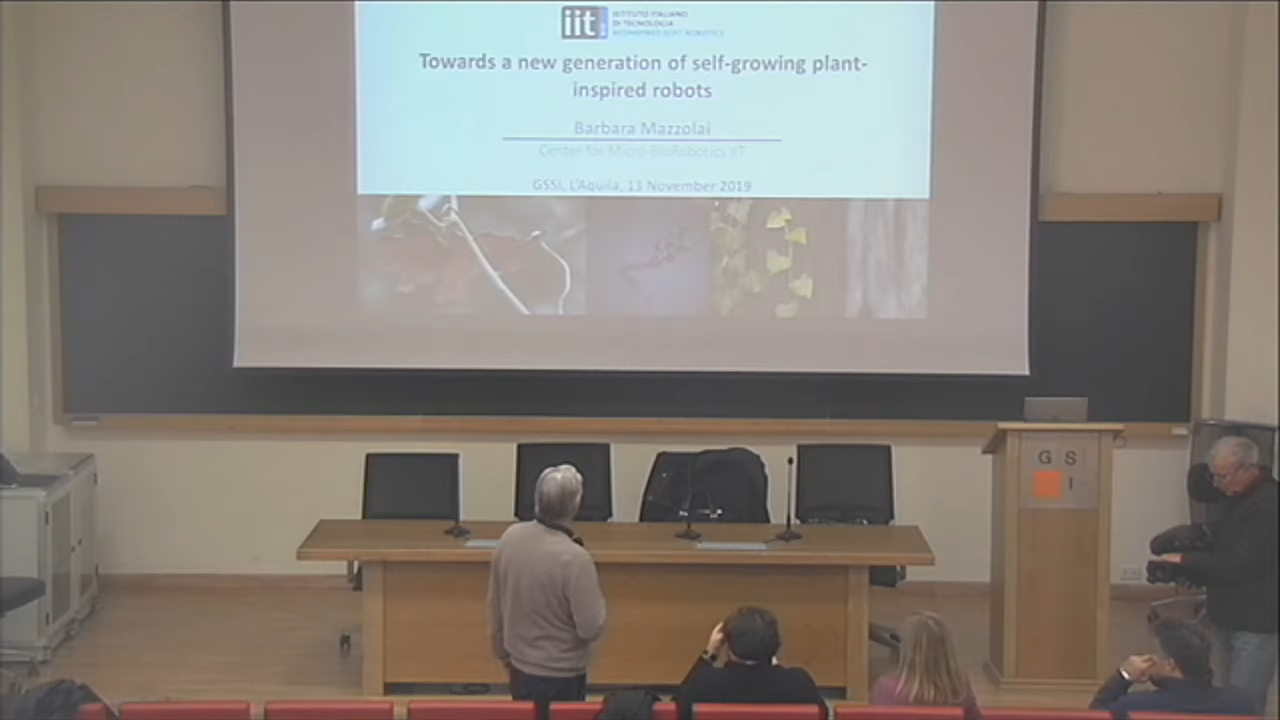 iit
ISTITUTO ITALIANO
DI TECNOLOGIA
BIOINSPIRED SOFT ROBOTICS
Towards a new generation of self-growing plant-
inspired robots
Barbara Mazzolai
Center for Micro-BioRobotics IIT
GSSI, L'Aquila, 13 November 2019
G S
I